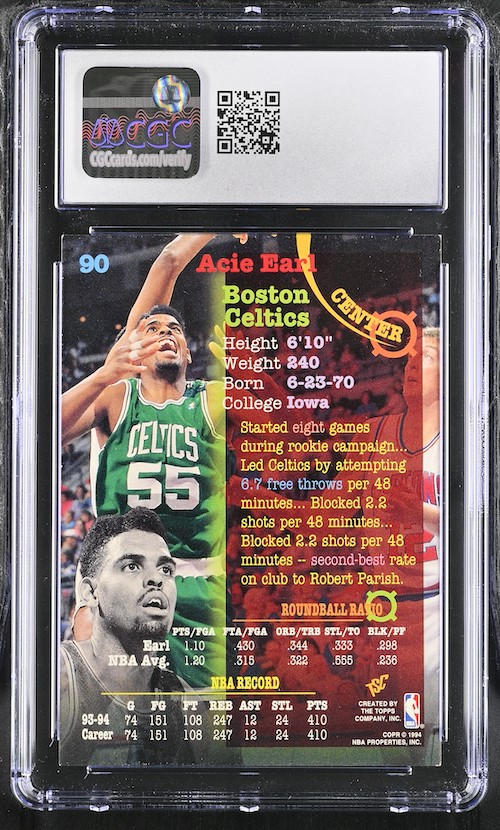 CGC
CGCcards.com/verify
90
Acie Earl
Boston
Celtics
CENTER
Height 6'10"
Weight 240
Born 6-23-70
College Iowa
Started eight games
during rookie campaign...
Led Celtics by attempting
6.7 free throws per 48
minutes... Blocked 2.2
shots per 48 minutes...
Blocked 2.2 shots per 48
minutes -- second-best rate
on club to Robert Parish.
CELTICS
55
ROUNDBALL RATIO
PTS/FGA FTA/FGA ORB/TRB STL/TO BLK/PF
Earl 1.10 .430 .344 .333 .298
NBA Avg. 1.20 .315 .322 .555 .236
NBA RECORD
G FG FT REB AST STL PTS
93-94 74 151 108 247 12 24 410
Career 74 151 108 247 12 24 410
TSC
CREATED BY
THE TOPPS
COMPANY, INC.
NBA
COPR © 1994
NBA PROPERTIES, INC.